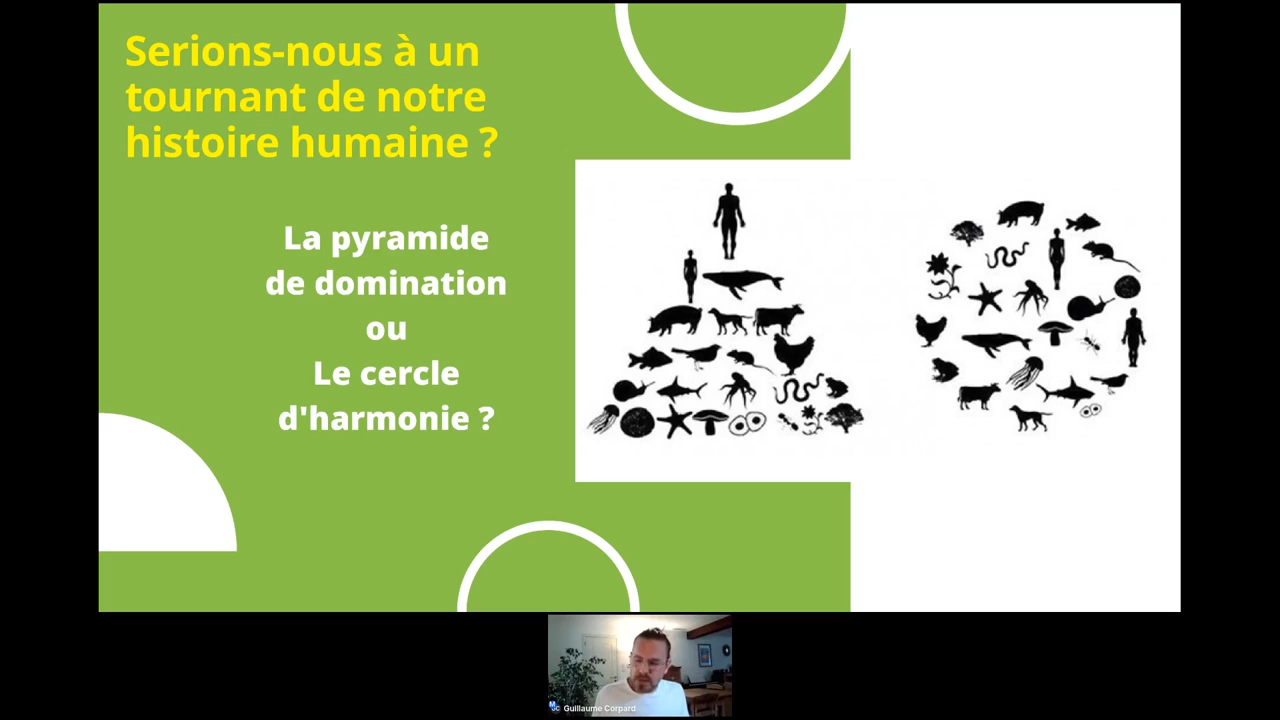 Serions-nous à un
tournant de notre
histoire humaine ?
La pyramide
de domination
ou
Le cercle
d'harmonie ?
Guillaume Corpard